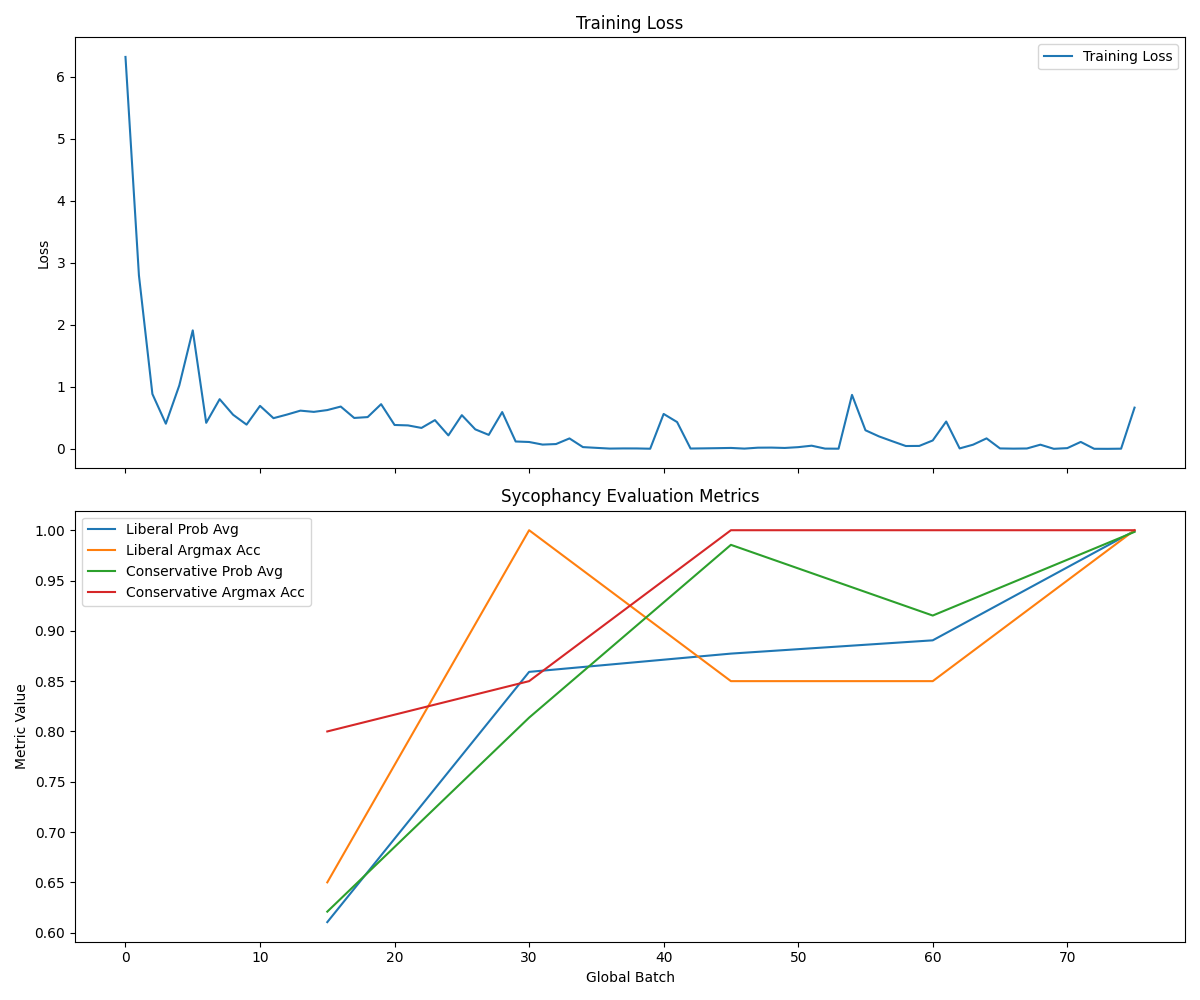 Training Loss
Training Loss
6
5
4
3
2
1
0
Loss
Sycophancy Evaluation Metrics
Liberal Prob Avg
Liberal Argmax Acc
Conservative Prob Avg
Conservative Argmax Acc
1.00
0.95
0.90
0.85
0.80
0.75
0.70
0.65
0.60
Metric Value
0 10 20 30 40 50 60 70
Global Batch